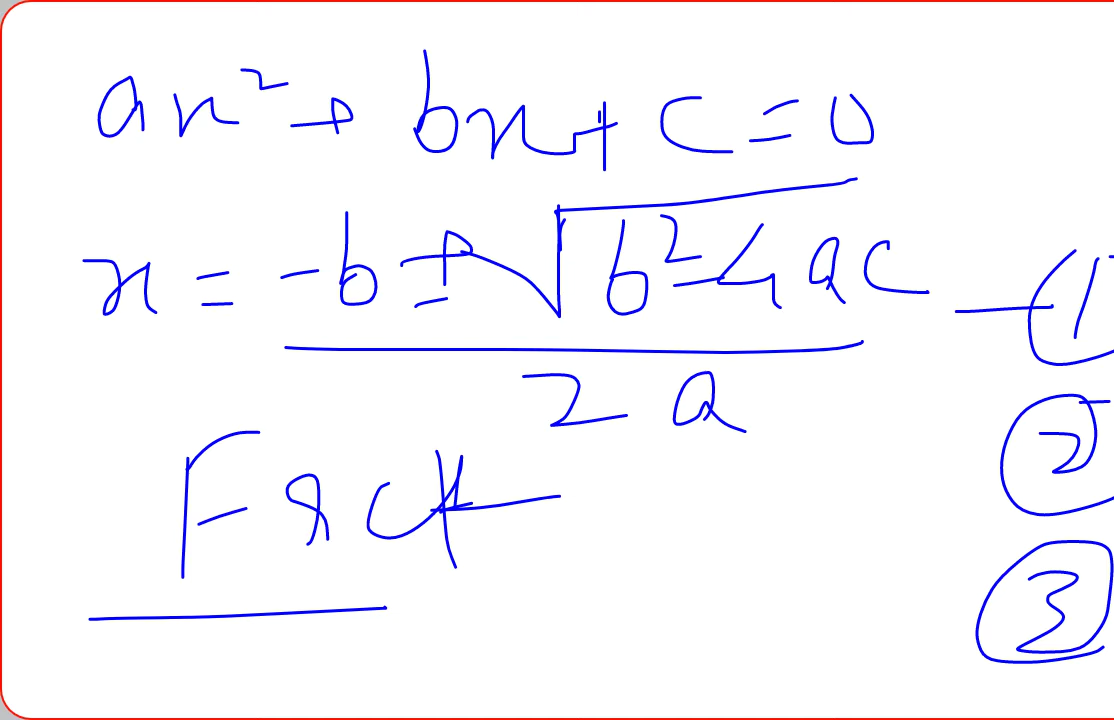 ax² + bx + c = 0
x = -b ± √b² - 4ac — (1
2a
②
Fact
③